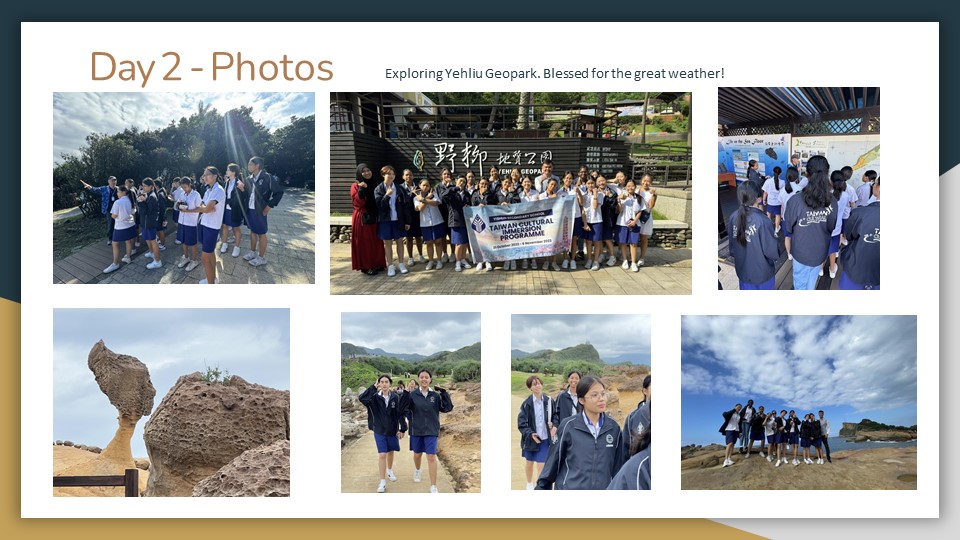 Day 2 - Photos
Exploring Yehliu Geopark. Blessed for the great weather!
野柳 地質公園
YEHLIU GEOPARK
TAIWAN CULTURAL
IMMERSION
PROGRAMME
TAIWAN